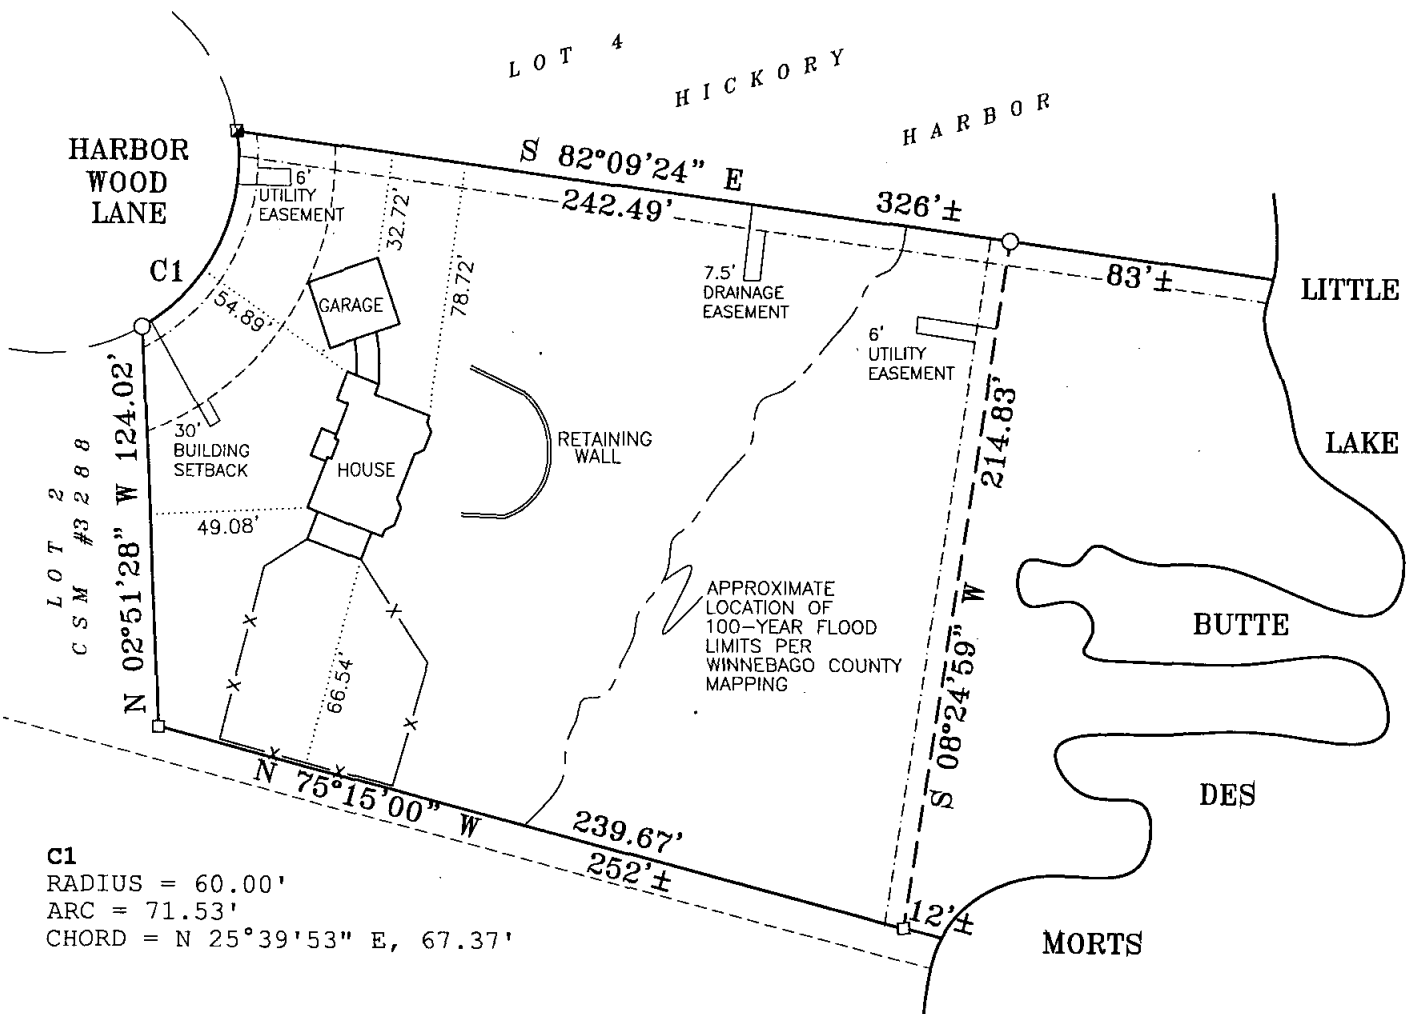 LOT 4
HICKORY
HARBOR
HARBOR
WOOD
LANE
S 82°09'24" E
242.49'
326'±
83'±
6'
UTILITY
EASEMENT
32.72'
78.72'
C1
54.89'
GARAGE
7.5'
DRAINAGE
EASEMENT
6'
UTILITY
EASEMENT
LITTLE
LAKE
BUTTE
DES
MORTS
30'
BUILDING
SETBACK
HOUSE
RETAINING
WALL
214.83'
S 08°24'59" W
N 02°51'28" W 124.02'
LOT 2
CSM #3288
49.08'
66.54'
X
X
X
X
X
X
APPROXIMATE
LOCATION OF
100-YEAR FLOOD
LIMITS PER
WINNEBAGO COUNTY
MAPPING
N 75°15'00" W
239.67'
252'±
12'±
C1
RADIUS = 60.00'
ARC = 71.53'
CHORD = N 25°39'53" E, 67.37'